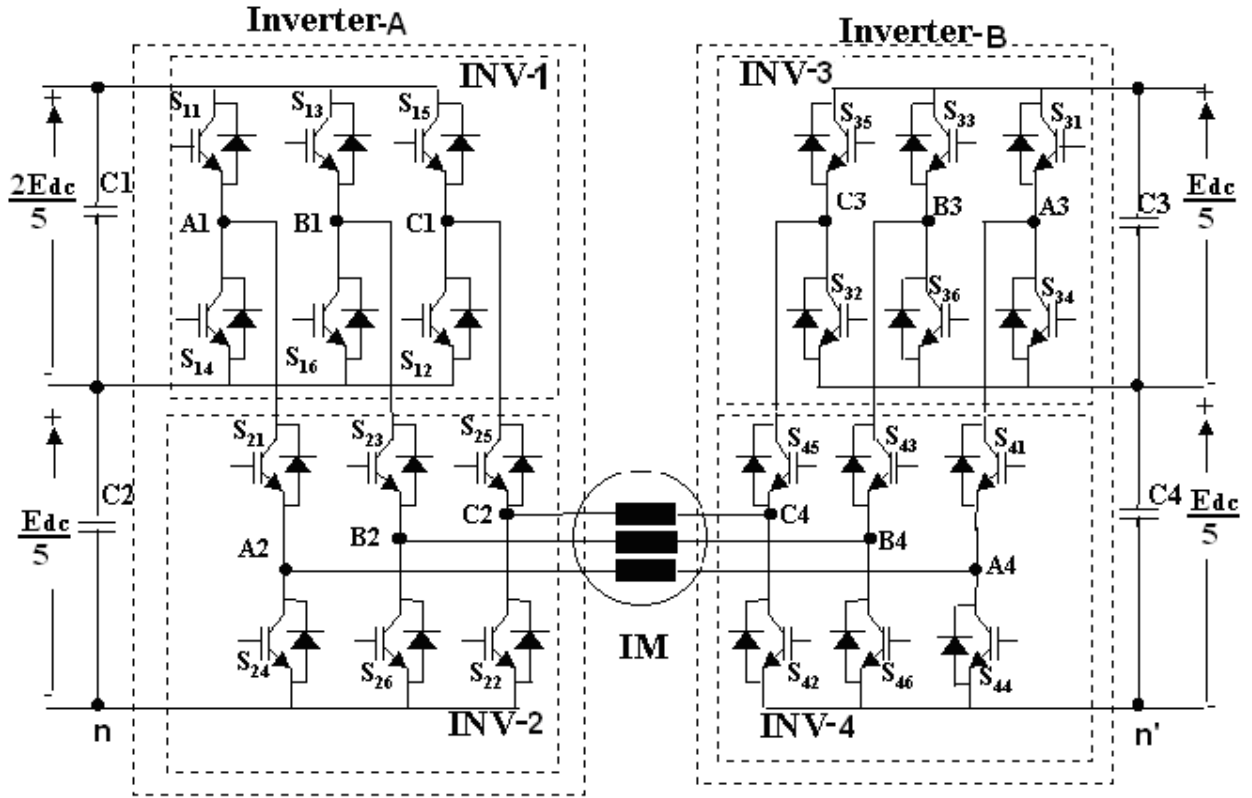 Inverter-A
Inverter-B
INV-1
INV-3
+
S11
S13
S15
S35
S33
S31
+
2Edc
5
C1
A1
B1
C1
C3
B3
A3
C3
Edc
5
S14
S16
S12
S32
S36
S34
-
-
+
S21
S23
S25
S45
S43
S41
+
Edc
5
C2
A2
B2
C2
C4
B4
A4
C4
Edc
5
S24
S26
S22
IM
S42
S46
S44
-
-
n
INV-2
INV-4
n'